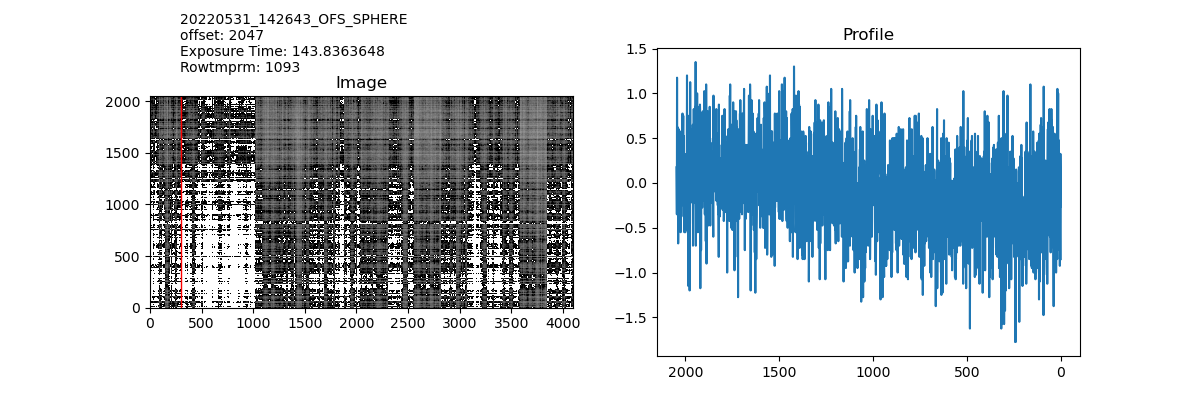 20220531_142643_OFS_SPHERE
offset: 2047
Exposure Time: 143.8363648
Rowtmprm: 1093
Image
2000
1500
1000
500
0
0 500 1000 1500 2000 2500 3000 3500 4000
Profile
1.5
1.0
0.5
0.0
−0.5
−1.0
−1.5
2000 1500 1000 500 0